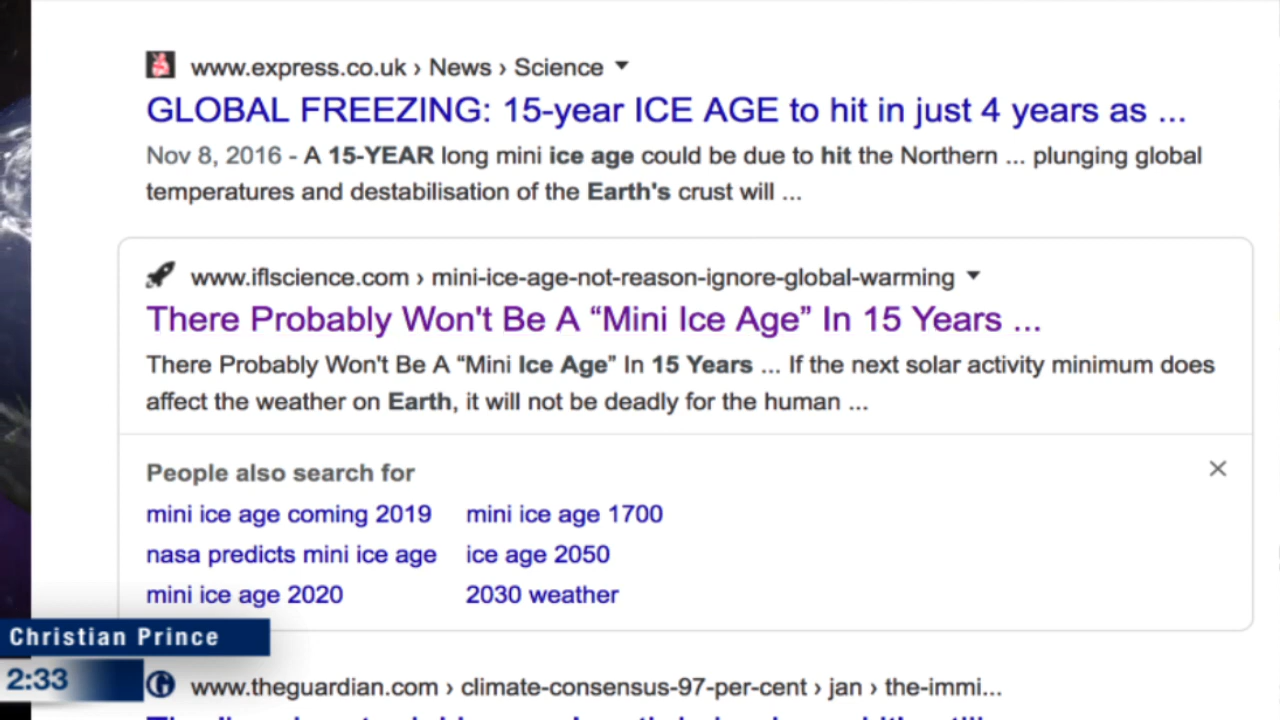 www.express.co.uk › News › Science
GLOBAL FREEZING: 15-year ICE AGE to hit in just 4 years as ...
Nov 8, 2016 - A 15-YEAR long mini ice age could be due to hit the Northern ... plunging global
temperatures and destabilisation of the Earth's crust will ...
www.iflscience.com › mini-ice-age-not-reason-ignore-global-warming
There Probably Won't Be A “Mini Ice Age” In 15 Years ...
There Probably Won't Be A “Mini Ice Age” In 15 Years ... If the next solar activity minimum does
affect the weather on Earth, it will not be deadly for the human ...
People also search for
mini ice age coming 2019 mini ice age 1700
nasa predicts mini ice age ice age 2050
mini ice age 2020 2030 weather
Christian Prince
2:33
www.theguardian.com › climate-consensus-97-per-cent › jan › the-immi...